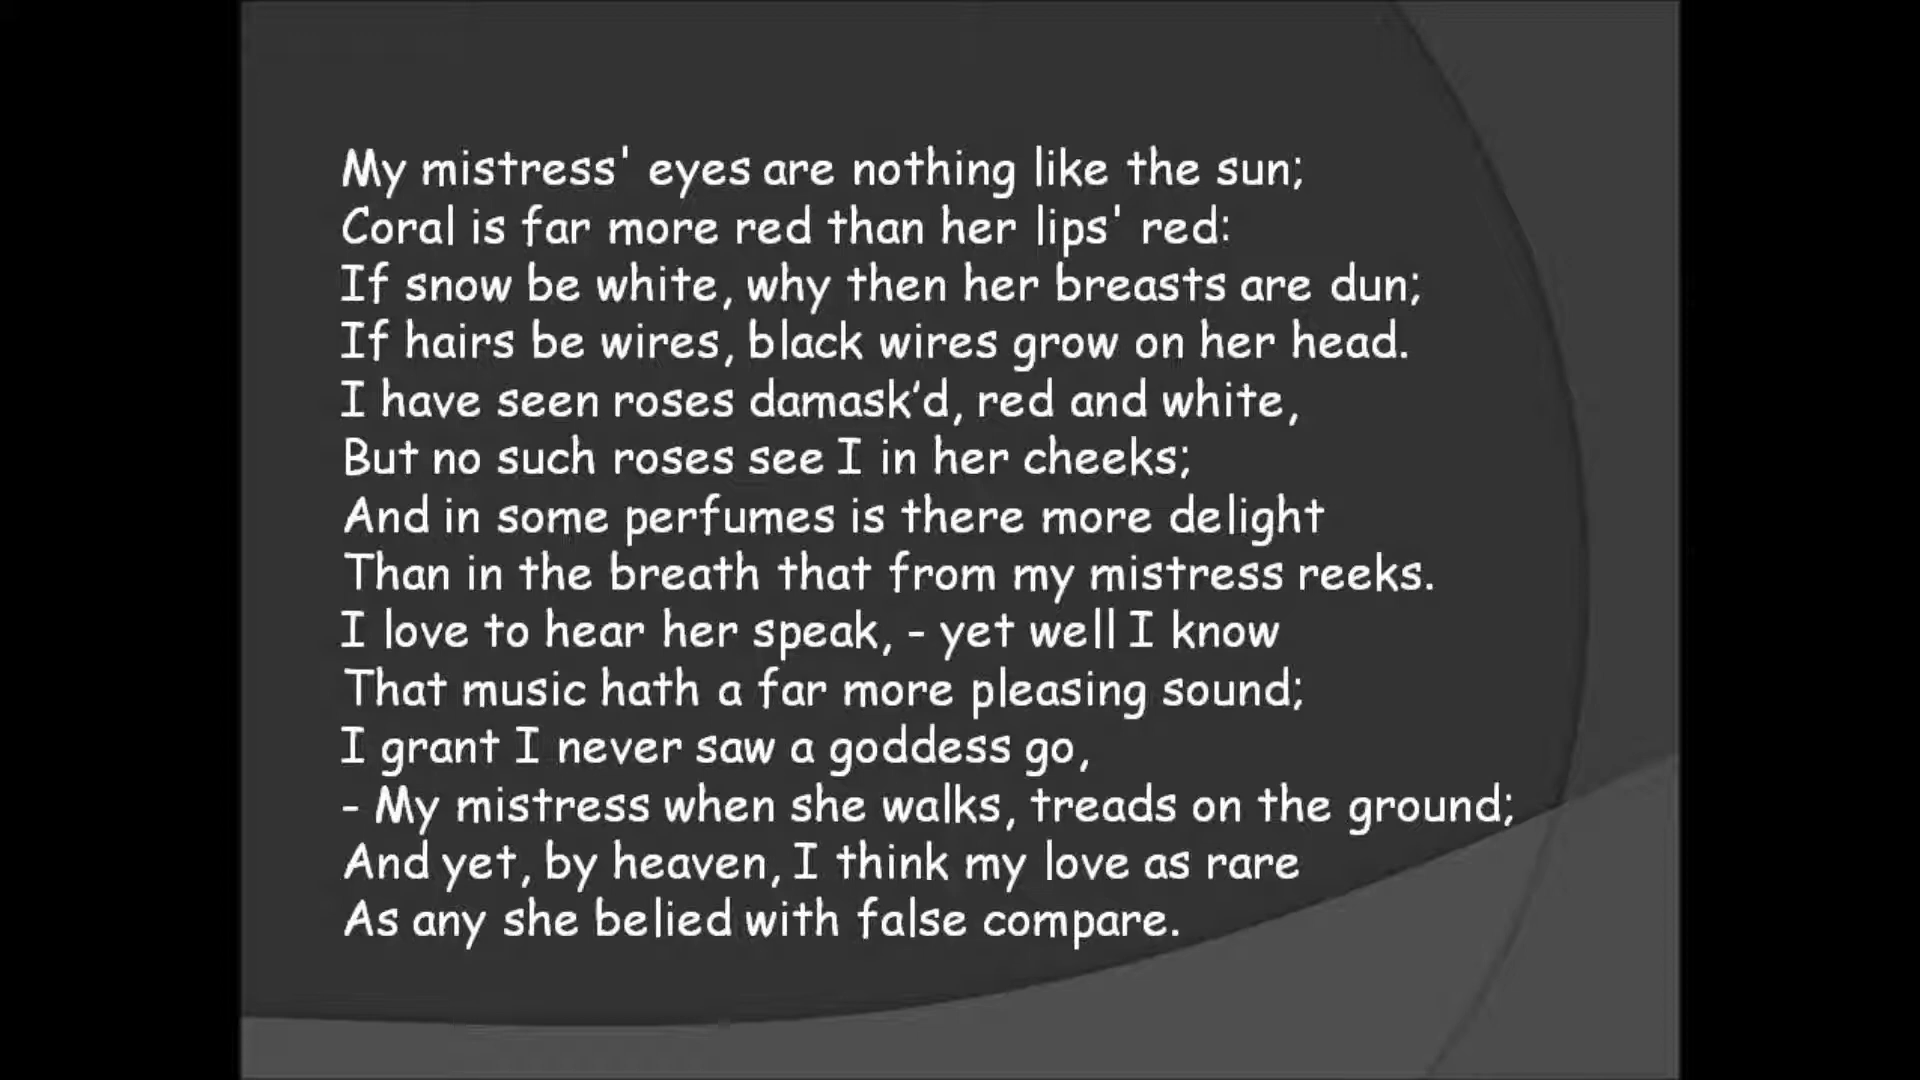 My mistress' eyes are nothing like the sun;
Coral is far more red than her lips' red:
If snow be white, why then her breasts are dun;
If hairs be wires, black wires grow on her head.
I have seen roses damask’d, red and white,
But no such roses see I in her cheeks;
And in some perfumes is there more delight
Than in the breath that from my mistress reeks.
I love to hear her speak, - yet well I know
That music hath a far more pleasing sound;
I grant I never saw a goddess go,
- My mistress when she walks, treads on the ground;
And yet, by heaven, I think my love as rare
As any she belied with false compare.